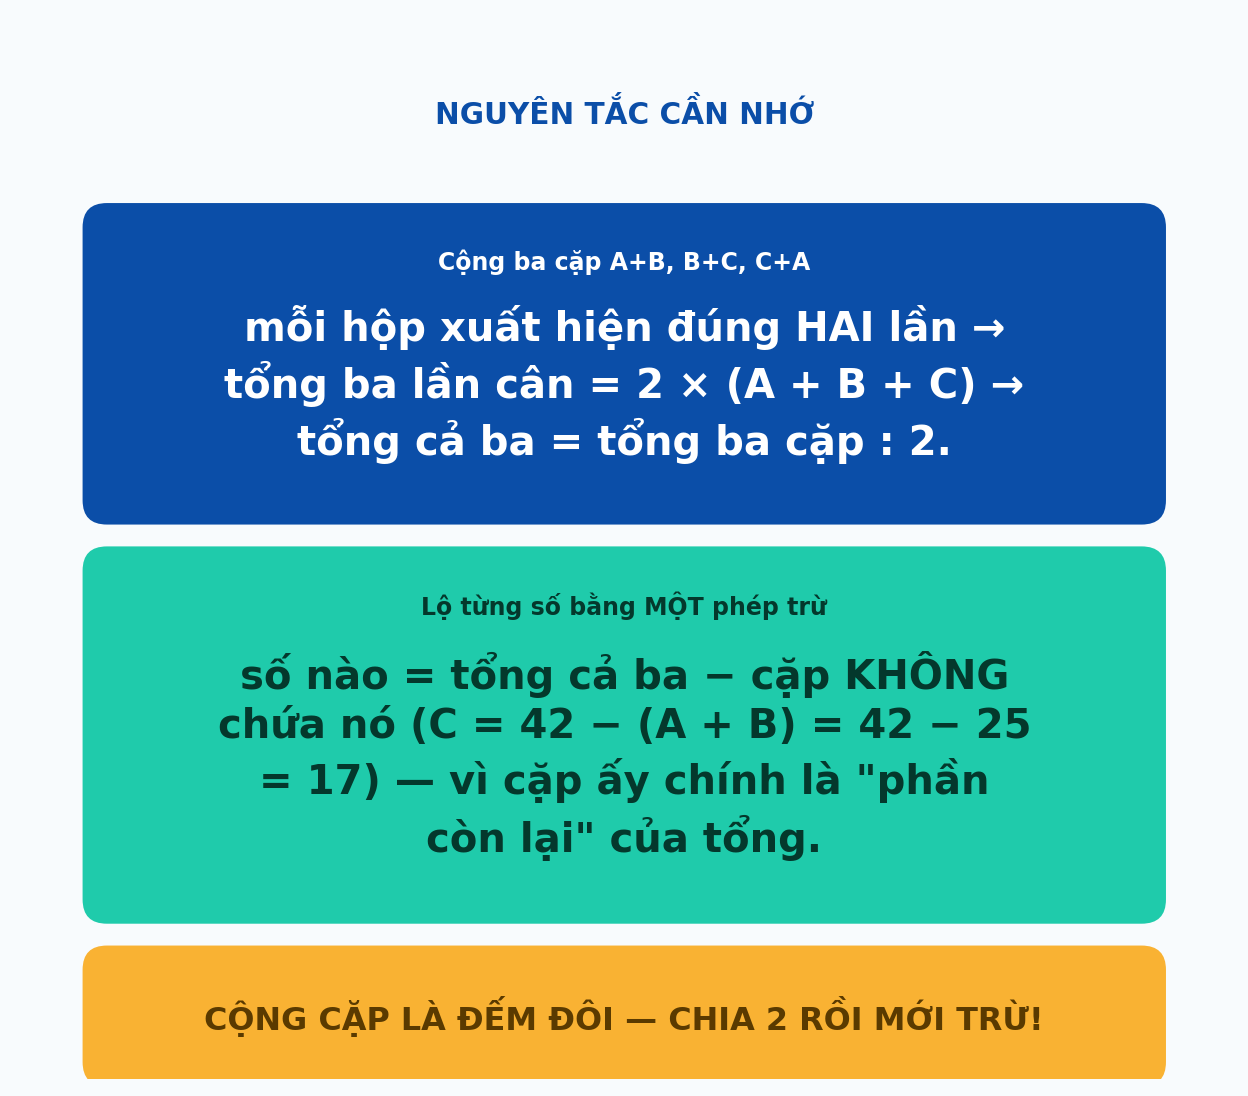 NGUYÊN TẮC CẦN NHỚ
Cộng ba cặp A+B, B+C, C+A
mỗi hộp xuất hiện đúng HAI lần →
tổng ba lần cân = 2 × (A + B + C) →
tổng cả ba = tổng ba cặp : 2.
Lộ từng số bằng MỘT phép trừ
số nào = tổng cả ba − cặp KHÔNG
chứa nó (C = 42 − (A + B) = 42 − 25
= 17) — vì cặp ấy chính là "phần
còn lại" của tổng.
CỘNG CẶP LÀ ĐẾM ĐÔI — CHIA 2 RỒI MỚI TRỪ!